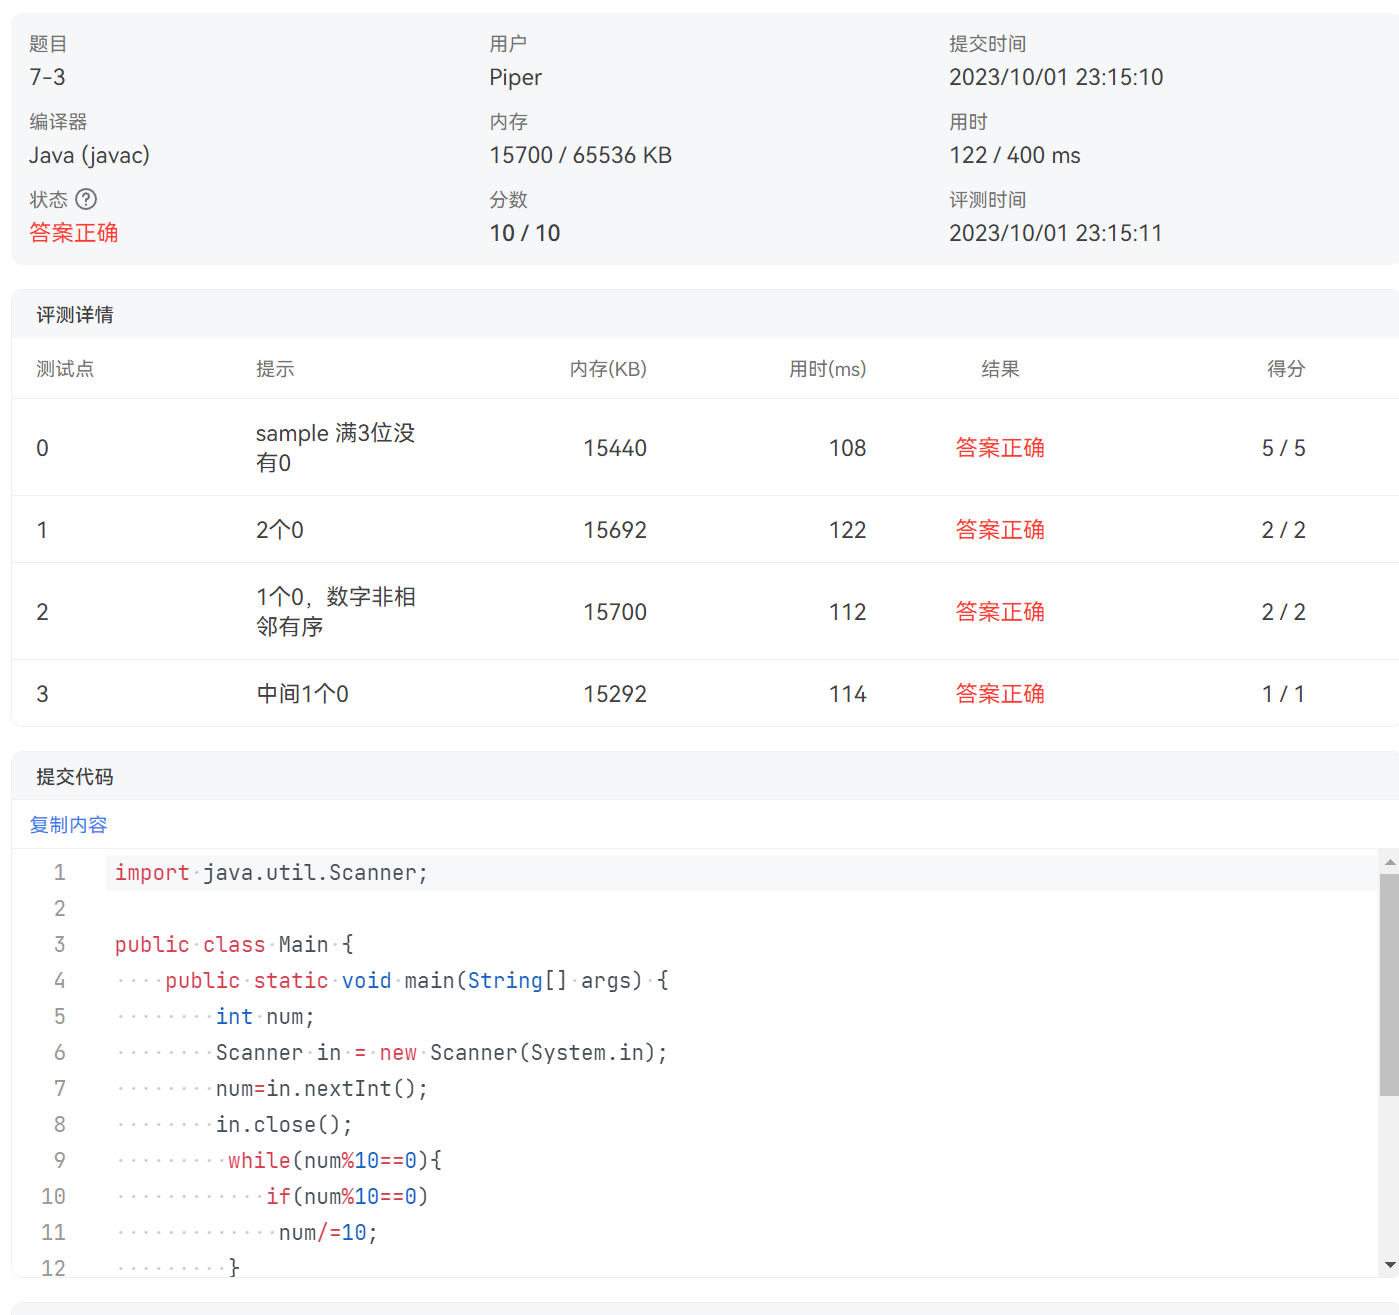 题目
用户
提交时间
7-3
Piper
2023/10/01 23:15:10
编译器
内存
用时
Java (javac)
15700 / 65536 KB
122 / 400 ms
状态 ?
分数
评测时间
答案正确
10 / 10
2023/10/01 23:15:11
评测详情
测试点 提示 内存(KB) 用时(ms) 结果 得分
0 sample 满3位没有0 15440 108 答案正确 5 / 5
1 2个0 15692 122 答案正确 2 / 2
2 1个0，数字非相邻有序 15700 112 答案正确 2 / 2
3 中间1个0 15292 114 答案正确 1 / 1
提交代码
复制内容
1 import java.util.Scanner;
2
3 public class Main {
4     public static void main(String[] args) {
5         int num;
6         Scanner in = new Scanner(System.in);
7         num=in.nextInt();
8         in.close();
9          while(num%10==0){
10             if(num%10==0)
11              num/=10;
12          }